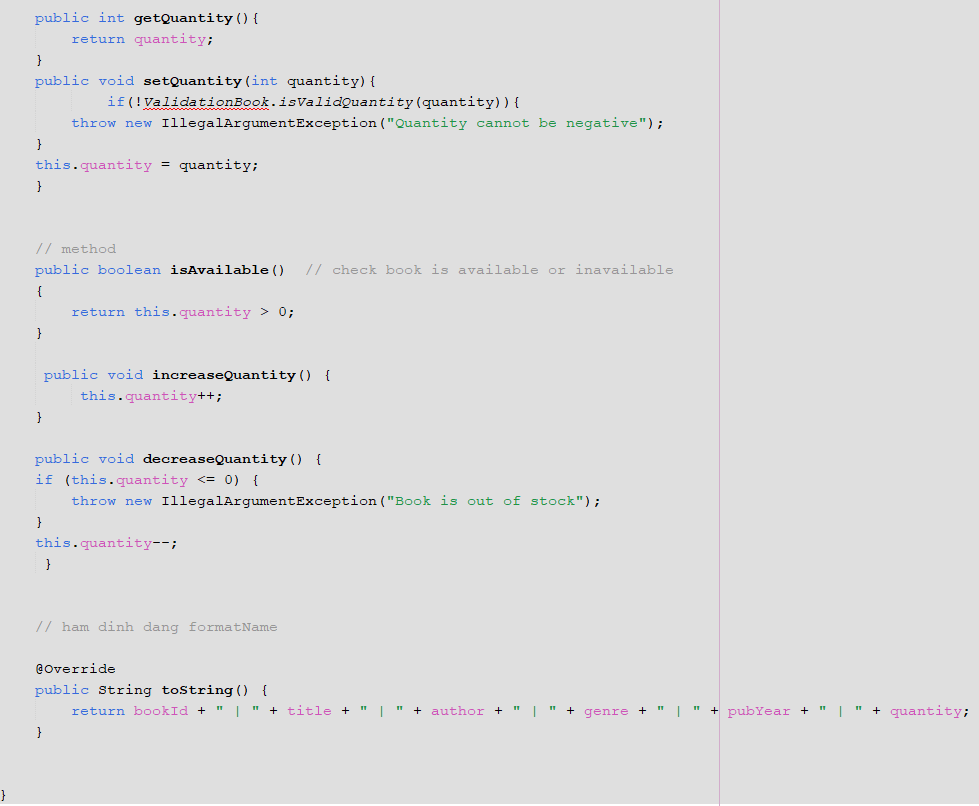 public int getQuantity(){
return quantity;
}
public void setQuantity(int quantity){
if(!ValidationBook.isValidQuantity(quantity)){
throw new IllegalArgumentException("Quantity cannot be negative");
}
this.quantity = quantity;
}
// method
public boolean isAvailable()  // check book is available or inavailable
{
return this.quantity > 0;
}
public void increaseQuantity() {
this.quantity++;
}
public void decreaseQuantity() {
if (this.quantity <= 0) {
throw new IllegalArgumentException("Book is out of stock");
}
this.quantity--;
}
// ham dinh dang formatName
@Override
public String toString() {
return bookId + " | " + title + " | " + author + " | " + genre + " | " + pubYear + " | " + quantity;
}
}